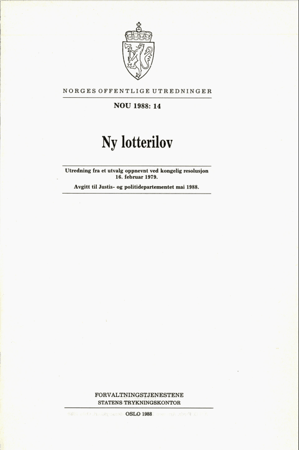 NORGES OFFENTLIGE UTREDNINGER
NOU 1988: 14
Ny lotterilov
Utredning fra et utvalg oppnevnt ved kongelig resolusjon
16. februar 1979.
Avgitt til Justis- og politidepartementet mai 1988.
FORVALTNINGSTJENESTENE
STATENS TRYKNINGSKONTOR
OSLO 1988